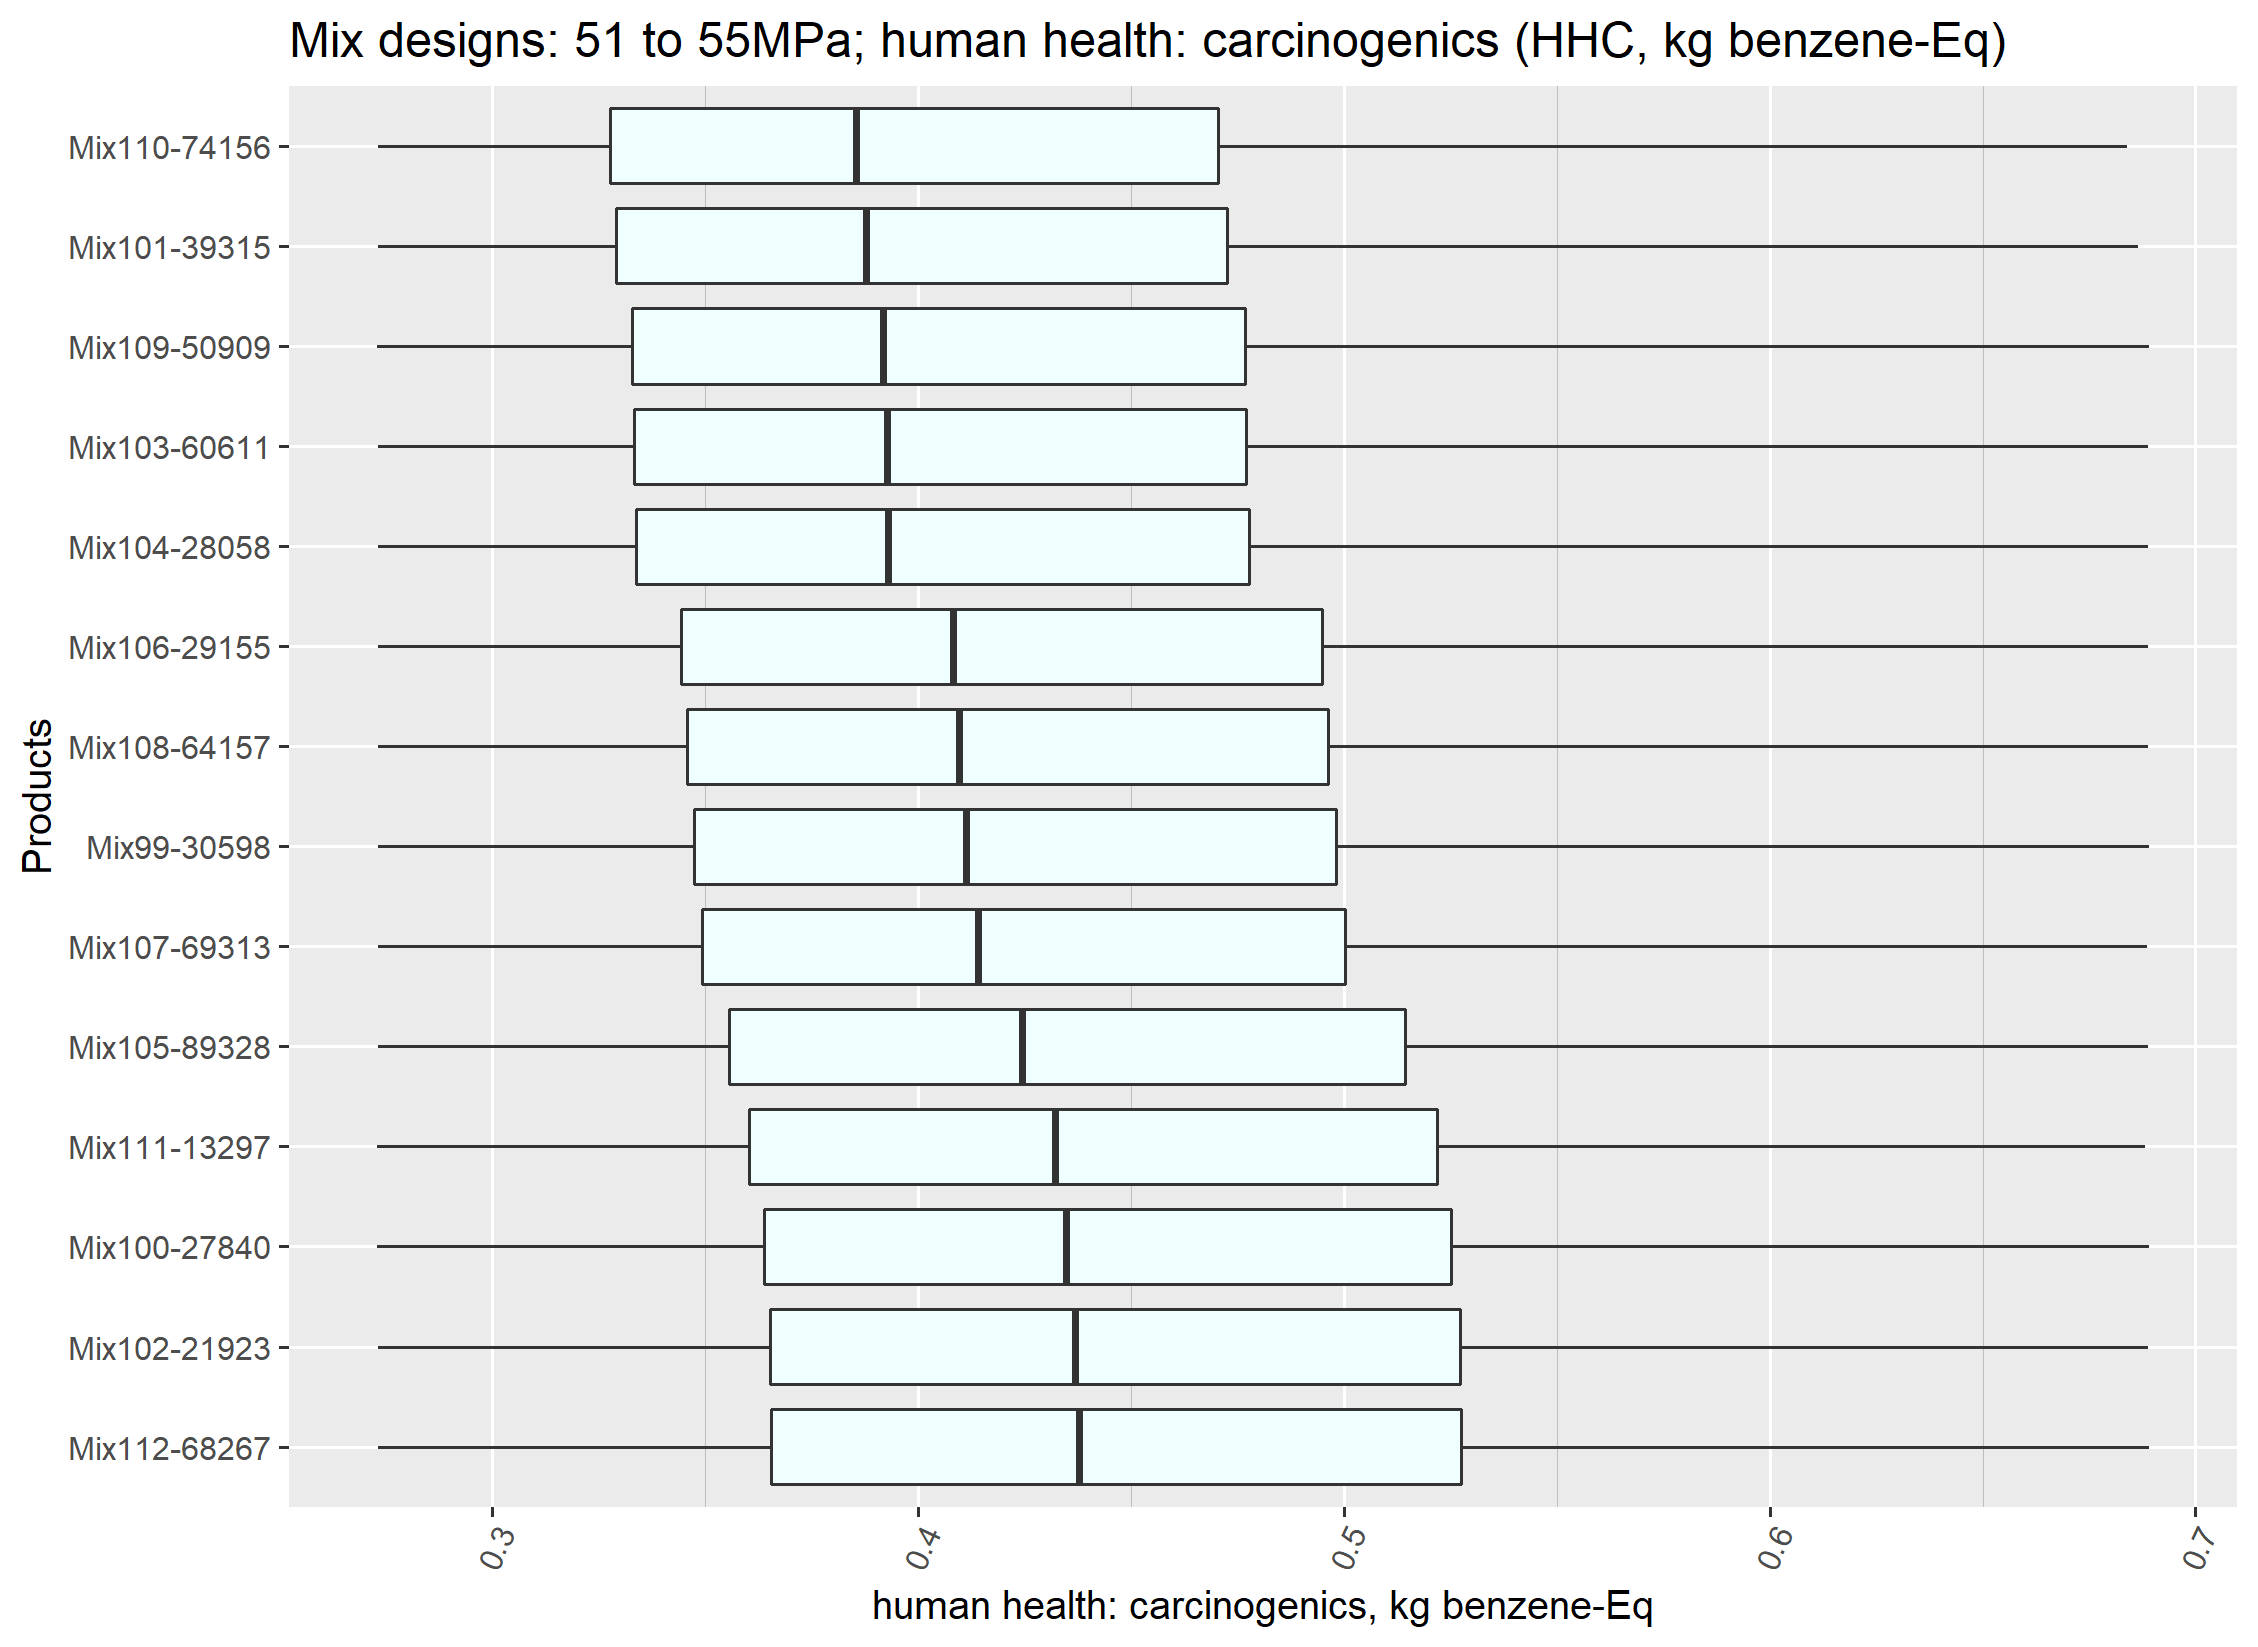 Mix designs: 51 to 55MPa; human health: carcinogenics (HHC, kg benzene-Eq)
Products
Mix110-74156
Mix101-39315
Mix109-50909
Mix103-60611
Mix104-28058
Mix106-29155
Mix108-64157
Mix99-30598
Mix107-69313
Mix105-89328
Mix111-13297
Mix100-27840
Mix102-21923
Mix112-68267
0.3
0.4
0.5
0.6
0.7
human health: carcinogenics, kg benzene-Eq